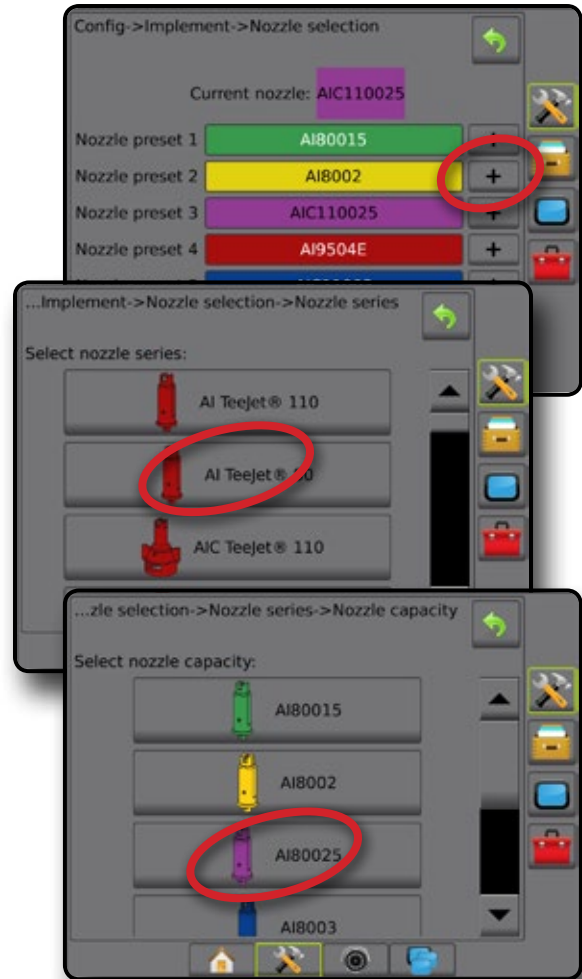 Config->Implement->Nozzle selection
Current nozzle: AIC110025
Nozzle preset 1 AI80015 +
Nozzle preset 2 AI8002 +
Nozzle preset 3 AIC110025 +
Nozzle preset 4 AI9504E +
...Implement->Nozzle selection->Nozzle series
Select nozzle series:
AI TeeJet® 110
AI TeeJet® 80
AIC TeeJet® 110
...zle selection->Nozzle series->Nozzle capacity
Select nozzle capacity:
AI80015
AI8002
AI80025
AI8003